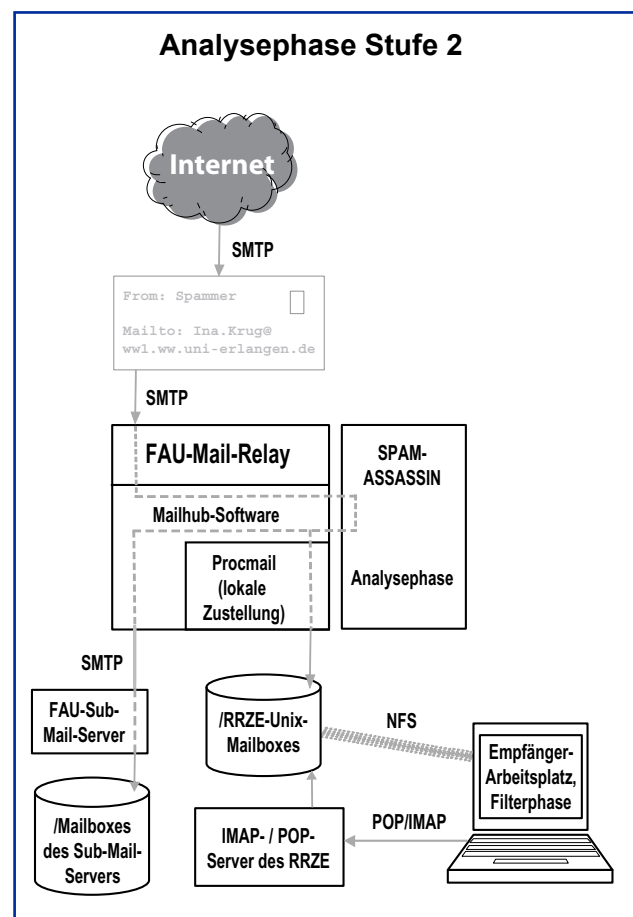 Analysephase Stufe 2
Internet
SMTP
From: Spammer
Mailto: Ina.Krug@
ww1.ww.uni-erlangen.de
SMTP
FAU-Mail-Relay
SPAM-
ASSASSIN
Mailhub-Software
Procmail
(lokale
Zustellung)
Analysephase
SMTP
FAU-Sub-
Mail-Server
/RRZE-Unix-
Mailboxes
NFS
Empfänger-
Arbeitsplatz,
Filterphase
/Mailboxes
des Sub-Mail-
Servers
IMAP- / POP-
Server des RRZE
POP/IMAP